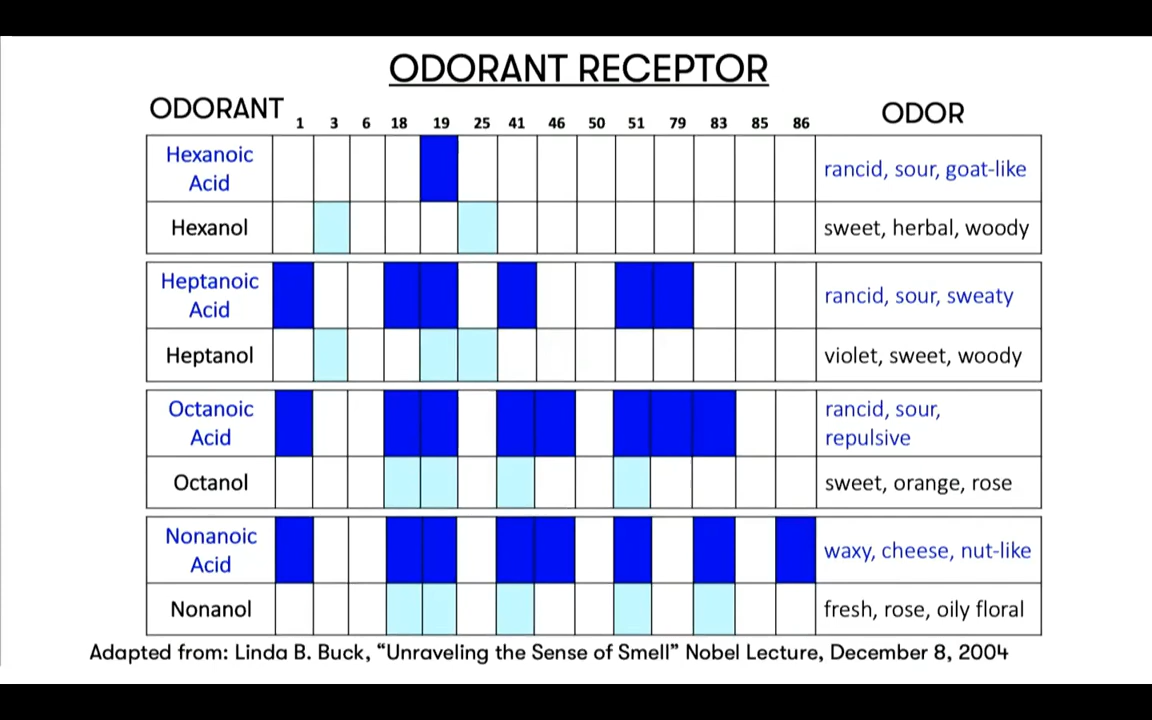 ODORANT RECEPTOR
ODORANT 1 3 6 18 19 25 41 46 50 51 79 83 85 86 ODOR
Hexanoic
Acid
rancid, sour, goat-like
Hexanol
sweet, herbal, woody
Heptanoic
Acid
rancid, sour, sweaty
Heptanol
violet, sweet, woody
Octanoic
Acid
rancid, sour,
repulsive
Octanol
sweet, orange, rose
Nonanoic
Acid
waxy, cheese, nut-like
Nonanol
fresh, rose, oily floral
Adapted from: Linda B. Buck, “Unraveling the Sense of Smell” Nobel Lecture, December 8, 2004